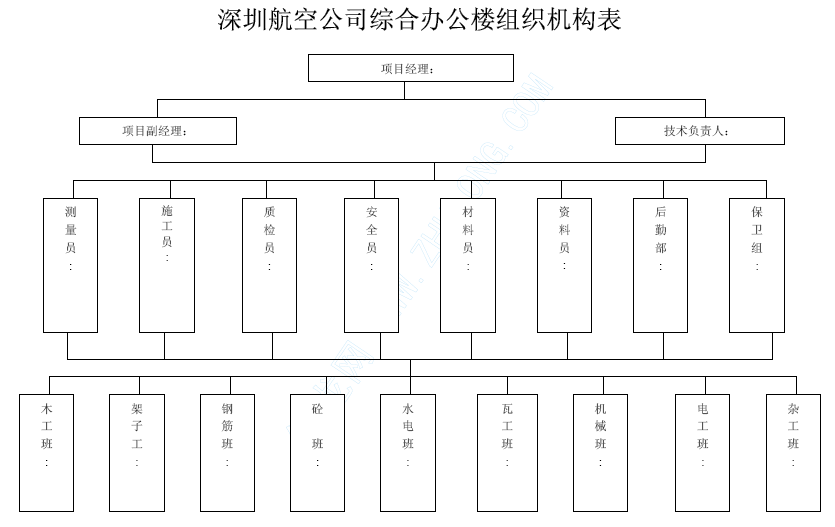 深圳航空公司综合办公楼组织机构表
项目经理：
项目副经理：
技术负责人：
测量员：
施工员：
质检员：
安全员：
材料员：
资料员：
后勤部：
保卫组：
木工班：
架子工：
钢筋班：
砼 班：
水电班：
瓦工班：
机械班：
电工班：
杂工班：